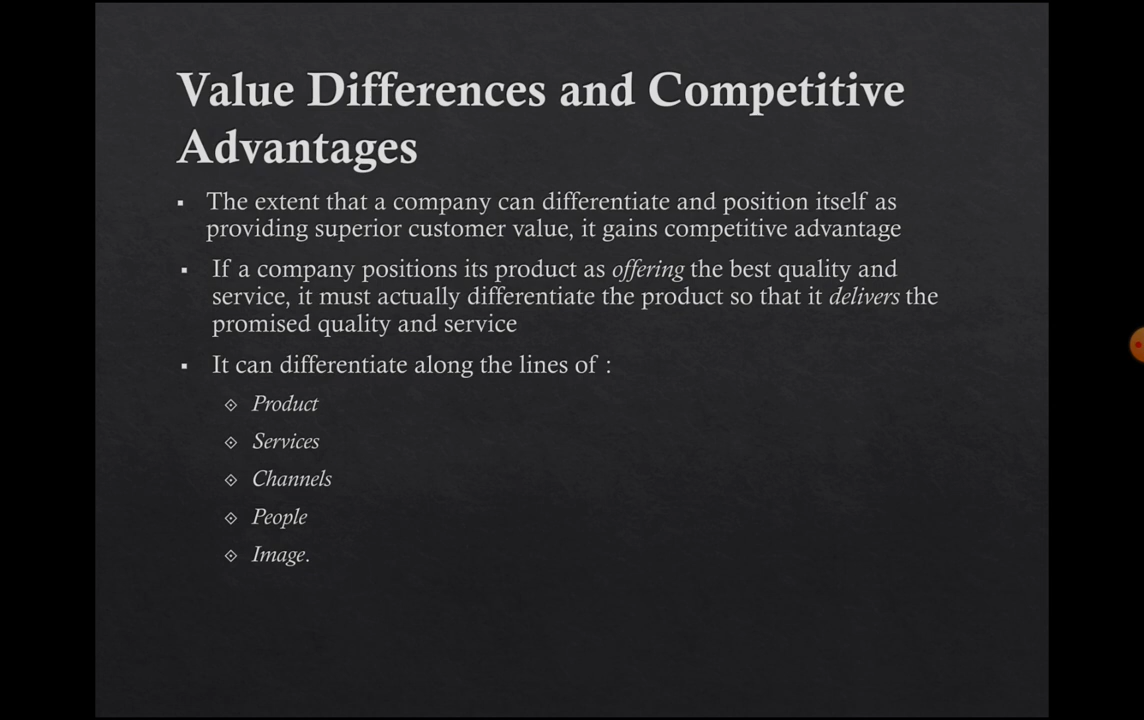 Value Differences and Competitive
Advantages
▪ The extent that a company can differentiate and position itself as
providing superior customer value, it gains competitive advantage
▪ If a company positions its product as offering the best quality and
service, it must actually differentiate the product so that it delivers the
promised quality and service
▪ It can differentiate along the lines of :
Product
Services
Channels
People
Image.